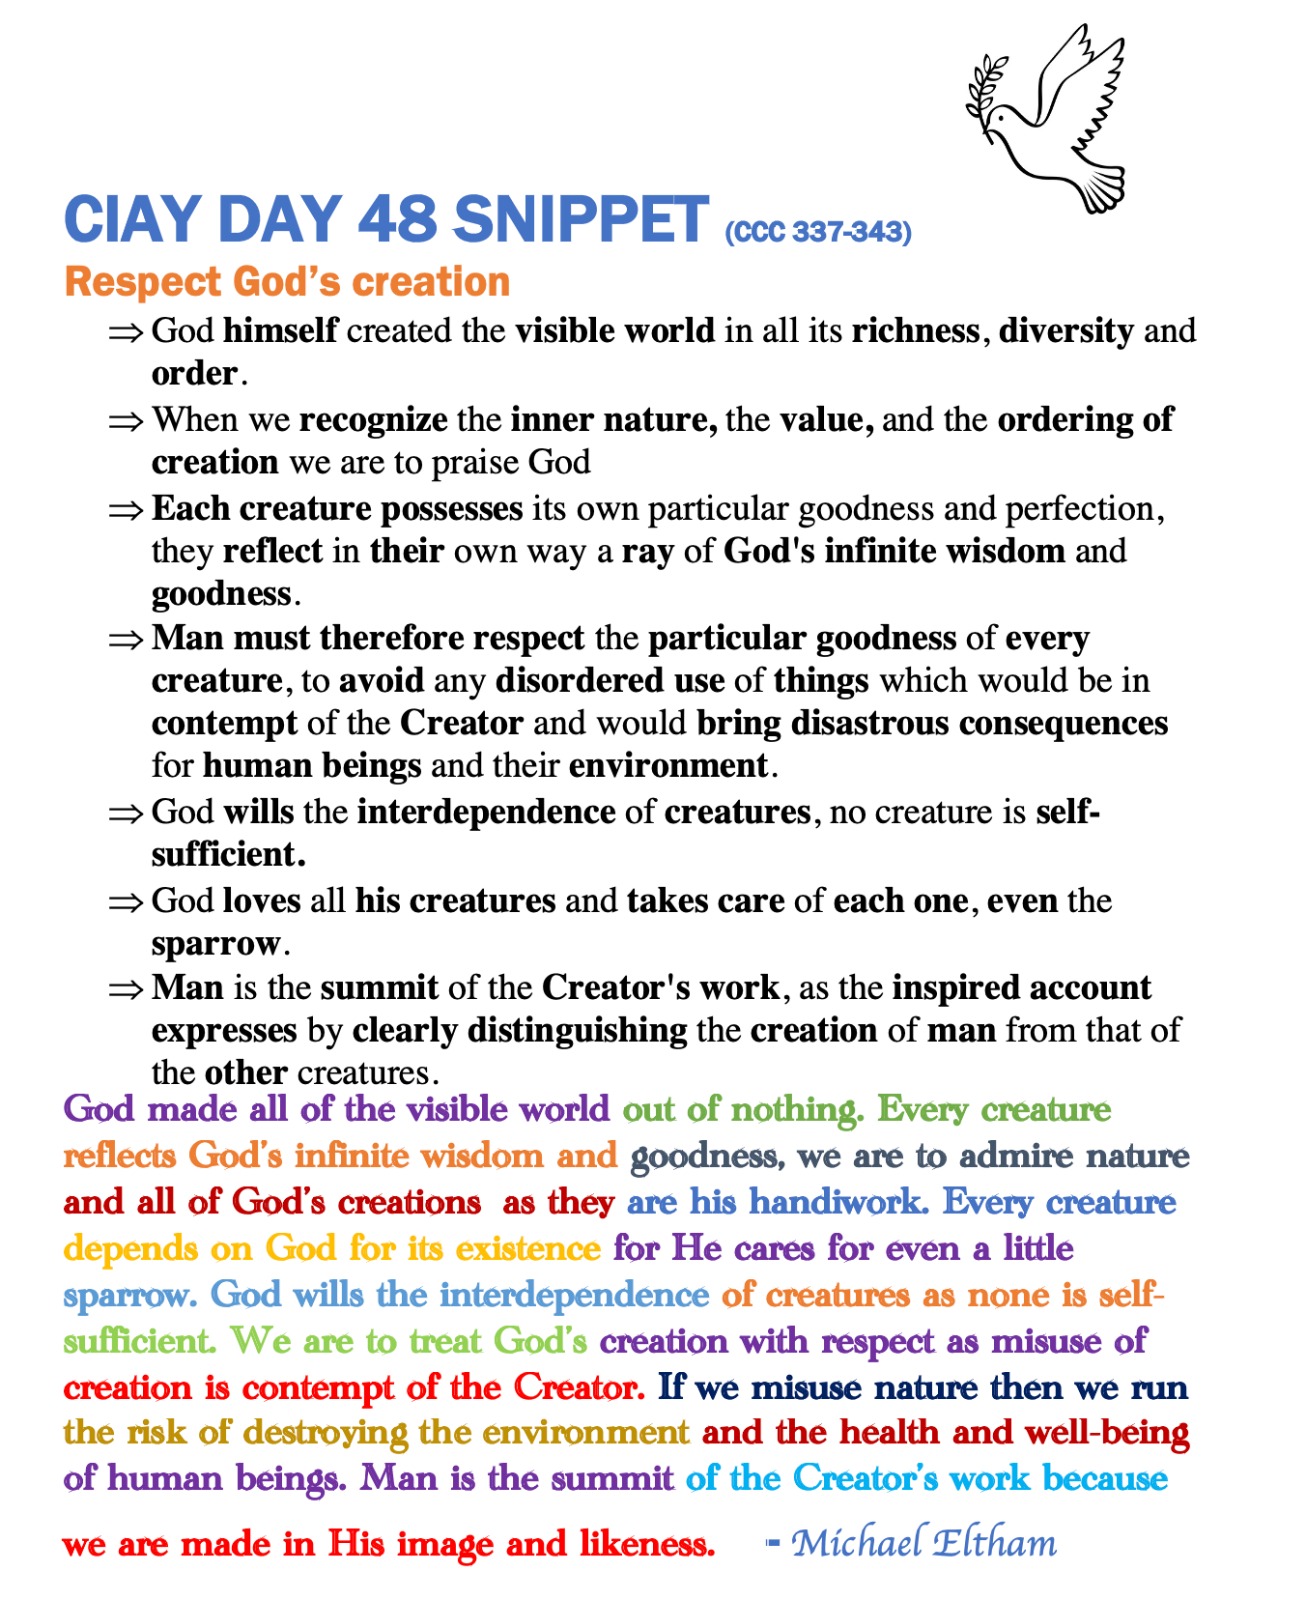 CIAY DAY 48 SNIPPET (CCC 337-343)
Respect God's creation
⇒ God himself created the visible world in all its richness, diversity and
order.
⇒ When we recognize the inner nature, the value, and the ordering of
creation we are to praise God
⇒ Each creature possesses its own particular goodness and perfection,
they reflect in their own way a ray of God's infinite wisdom and
goodness.
⇒ Man must therefore respect the particular goodness of every
creature, to avoid any disordered use of things which would be in
contempt of the Creator and would bring disastrous consequences
for human beings and their environment.
⇒ God wills the interdependence of creatures, no creature is self-
sufficient.
⇒ God loves all his creatures and takes care of each one, even the
sparrow.
⇒ Man is the summit of the Creator's work, as the inspired account
expresses by clearly distinguishing the creation of man from that of
the other creatures.
God made all of the visible world out of nothing. Every creature
reflects God's infinite wisdom and goodness, we are to admire nature
and all of God's creations as they are his handiwork. Every creature
depends on God for its existence for He cares for even a little
sparrow. God wills the interdependence of creatures as none is self-
sufficient. We are to treat God's creation with respect as misuse of
creation is contempt of the Creator. If we misuse nature then we run
the risk of destroying the environment and the health and well-being
of human beings. Man is the summit of the Creator's work because
we are made in His image and likeness. - Michael Eltham